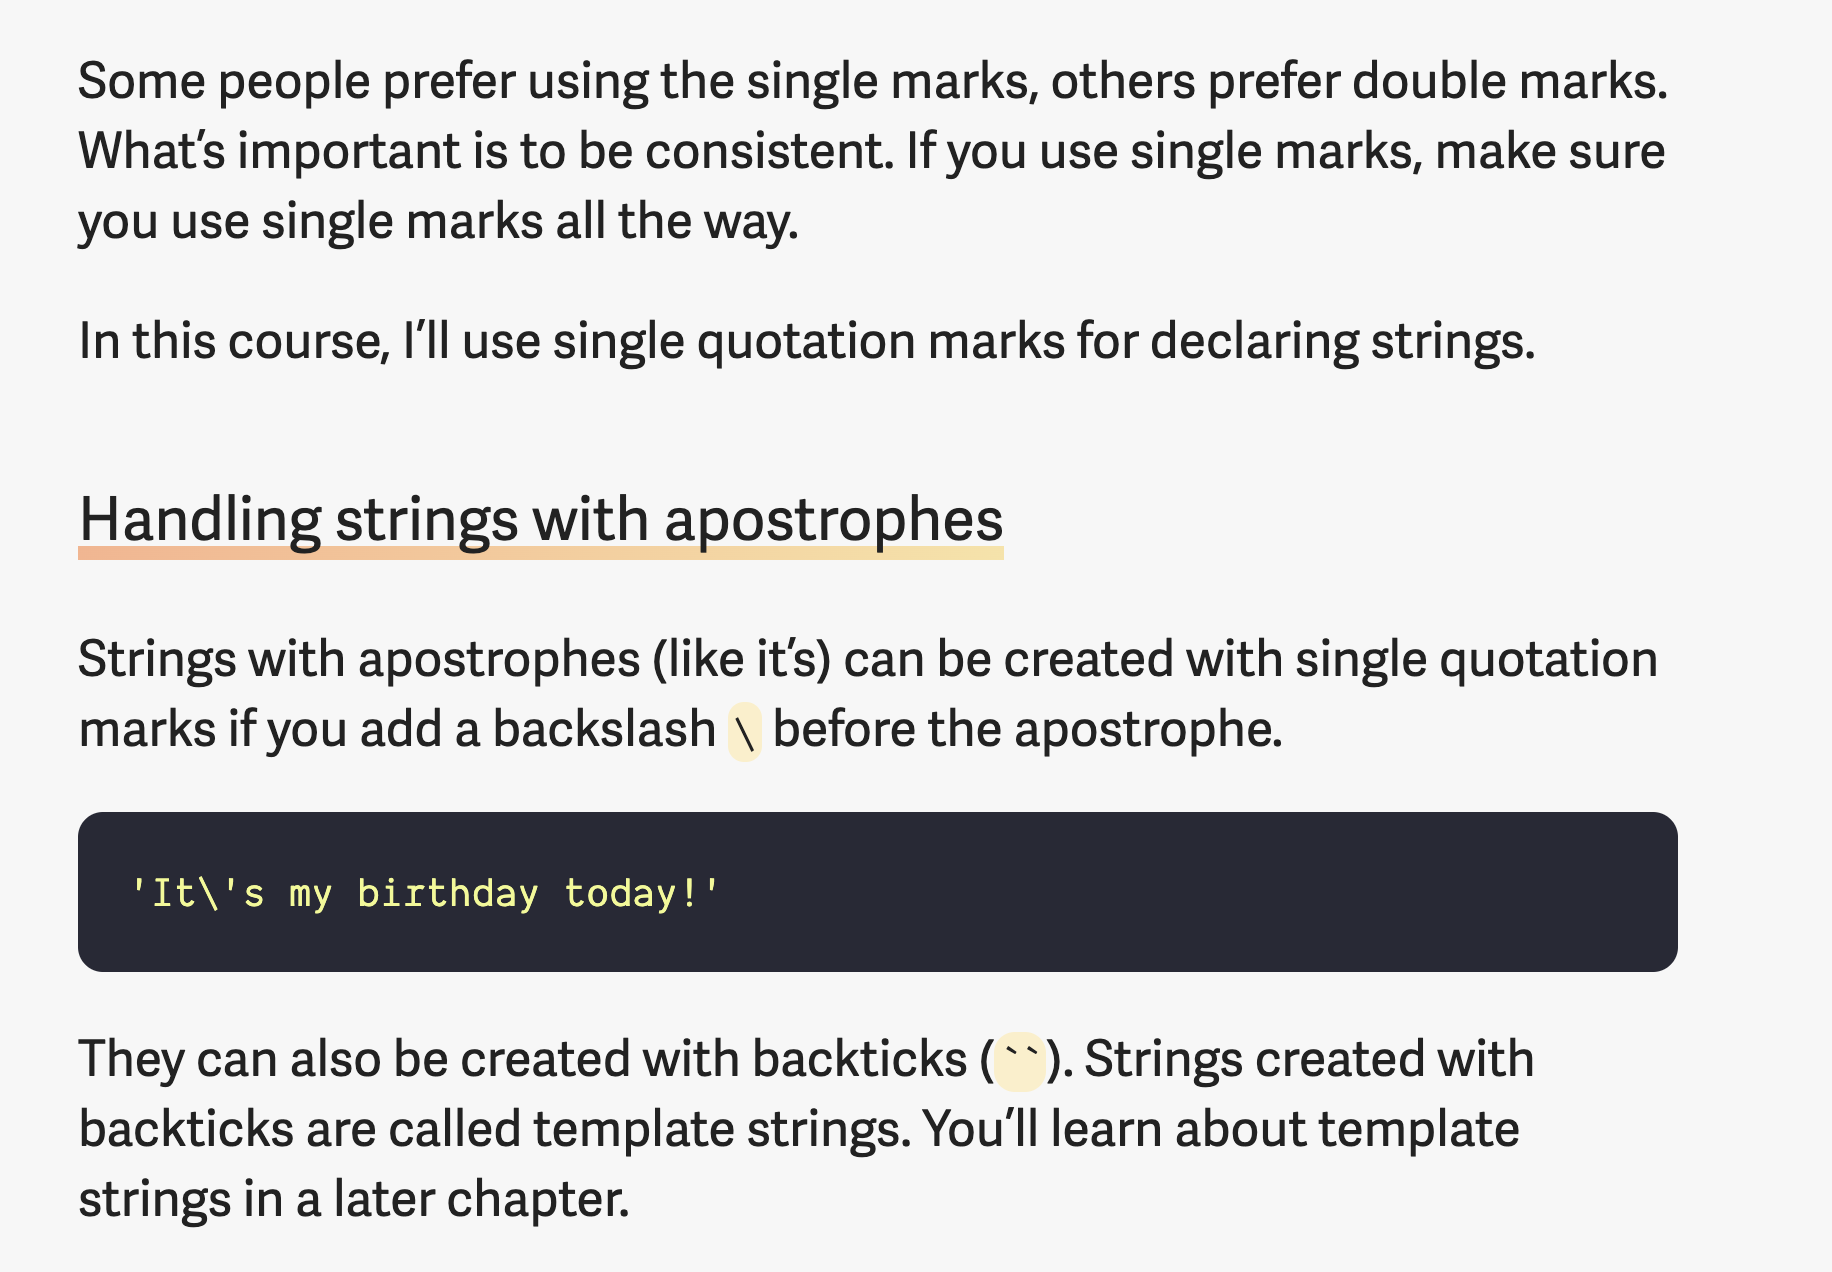 Some people prefer using the single marks, others prefer double marks.
What’s important is to be consistent. If you use single marks, make sure
you use single marks all the way.
In this course, I’ll use single quotation marks for declaring strings.
Handling strings with apostrophes
Strings with apostrophes (like it’s) can be created with single quotation
marks if you add a backslash \ before the apostrophe.
'It\'s my birthday today!'
They can also be created with backticks (``). Strings created with
backticks are called template strings. You’ll learn about template
strings in a later chapter.